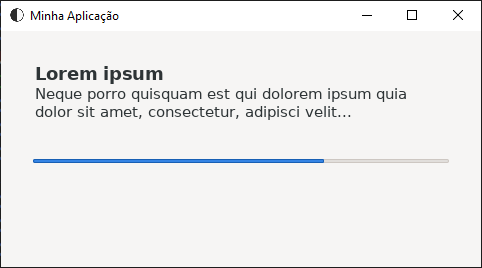 Minha Aplicação
Lorem ipsum
Neque porro quisquam est qui dolorem ipsum quia
dolor sit amet, consectetur, adipisci velit...